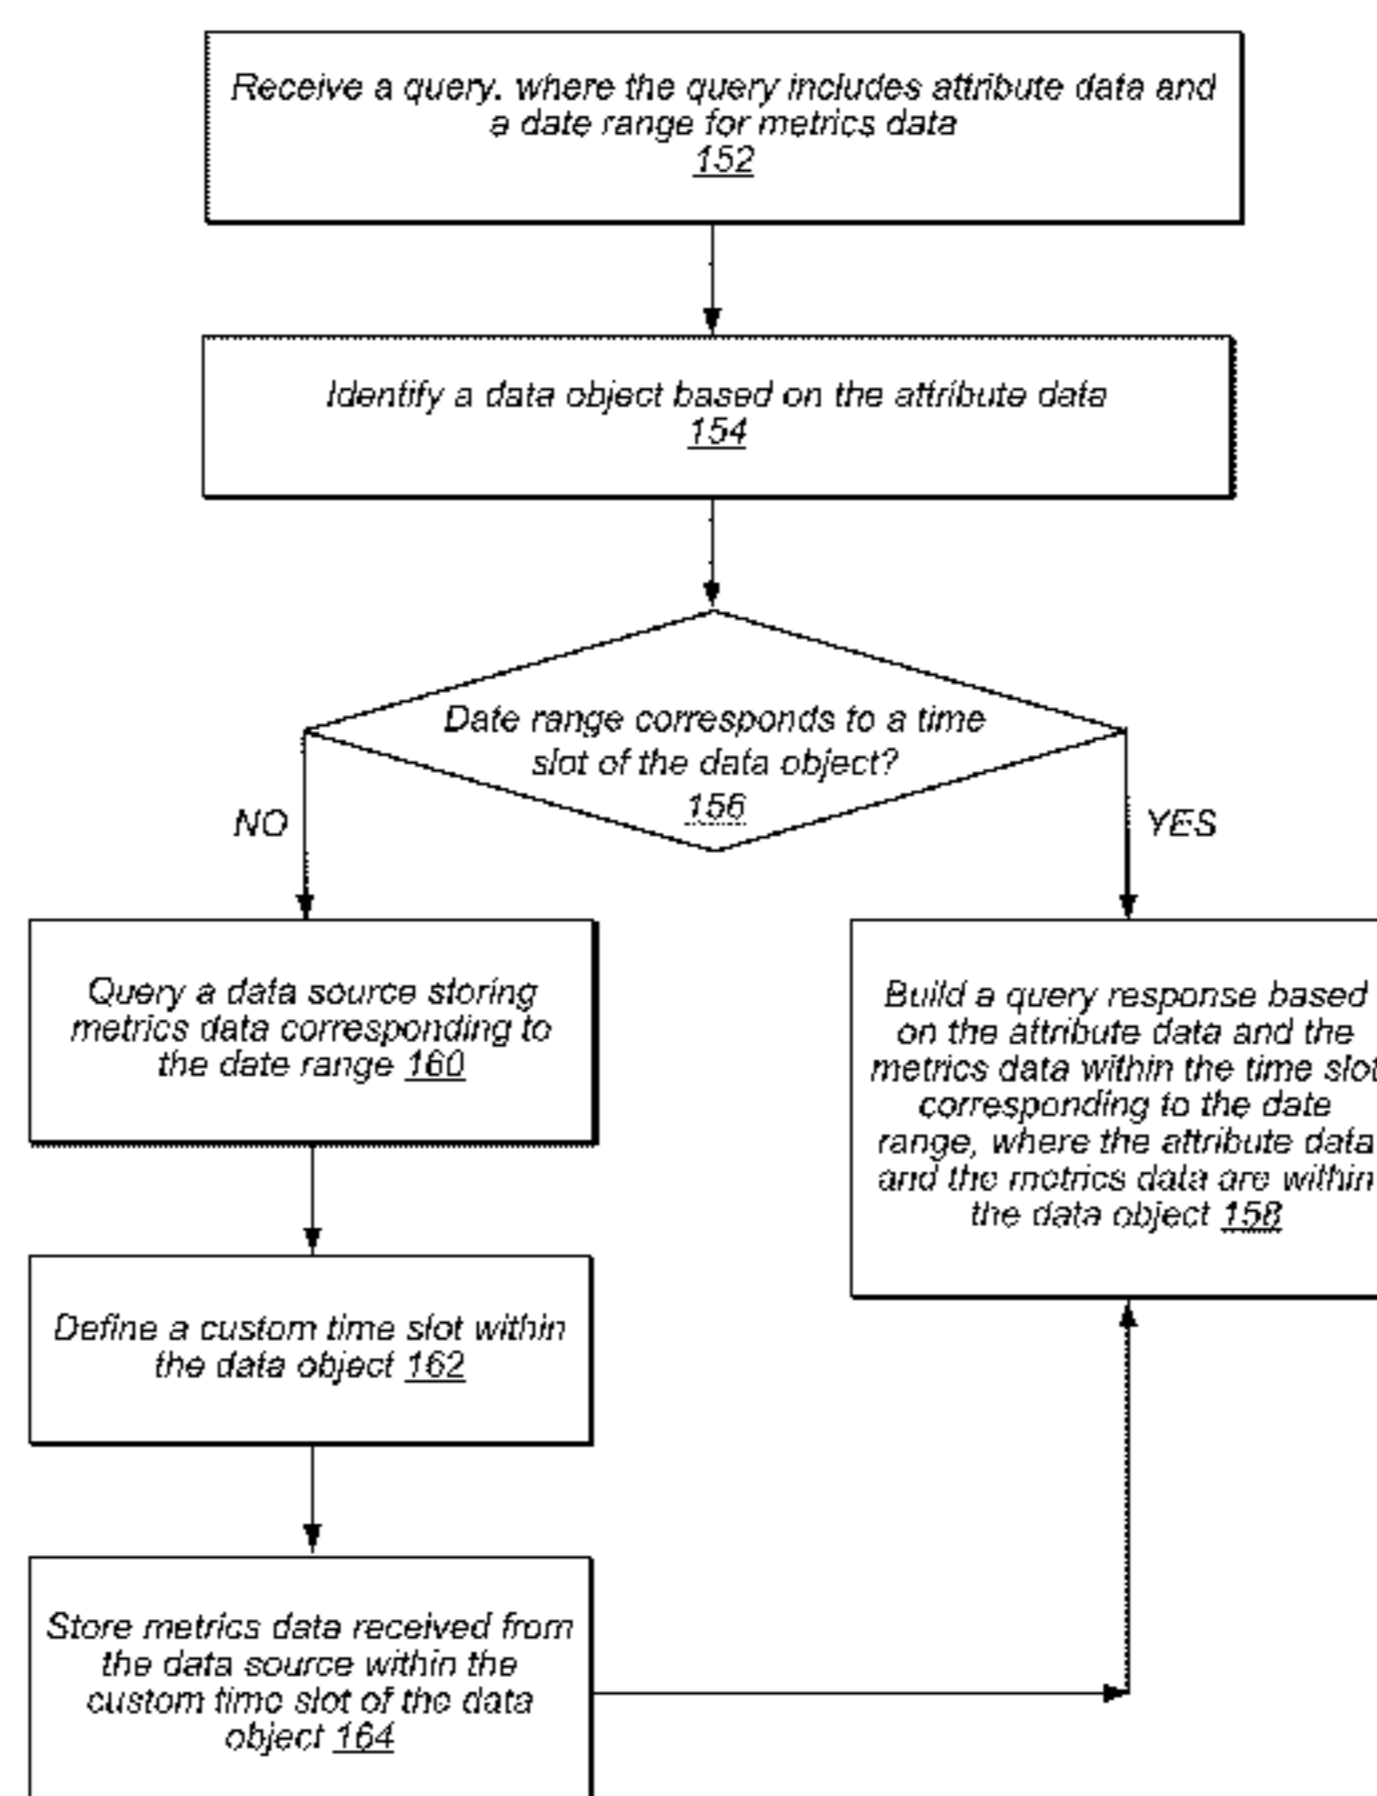 Receive a query. where the query includes attribute data and
a date range for metrics data
152
Identify a data object based on the attribute data
154
Date range corresponds to a time
slot of the data object?
156
NO
YES
Query a data source storing
metrics data corresponding to
the date range 160
Build a query response based
on the attribute data and the
metrics data within the time slot
corresponding to the date
range, where the attribute data
and the metrics data are within
the data object 158
Define a custom time slot within
the data object 162
Store metrics data received from
the data source within the
custom time slot of the data
object 164